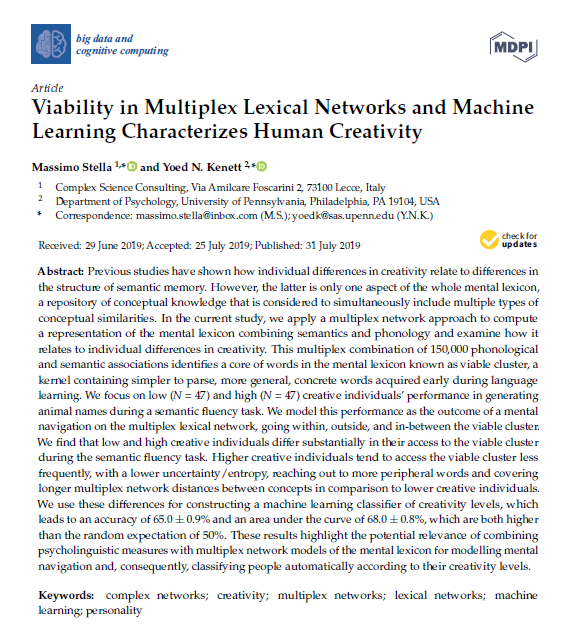 big data and
cognitive computing
MDPI
Article
Viability in Multiplex Lexical Networks and Machine
Learning Characterizes Human Creativity
Massimo Stella 1,* and Yoed N. Kenett 2,*
1 Complex Science Consulting, Via Amilcare Foscarini 2, 73100 Lecce, Italy
2 Department of Psychology, University of Pennsylvania, Philadelphia, PA 19104, USA
* Correspondence: massimo.stella@inbox.com (M.S.); yoedk@sas.upenn.edu (Y.N.K.)
Received: 29 June 2019; Accepted: 25 July 2019; Published: 31 July 2019
check for
updates
Abstract: Previous studies have shown how individual differences in creativity relate to differences in
the structure of semantic memory. However, the latter is only one aspect of the whole mental lexicon,
a repository of conceptual knowledge that is considered to simultaneously include multiple types of
conceptual similarities. In the current study, we apply a multiplex network approach to compute
a representation of the mental lexicon combining semantics and phonology and examine how it
relates to individual differences in creativity. This multiplex combination of 150,000 phonological
and semantic associations identifies a core of words in the mental lexicon known as viable cluster, a
kernel containing simpler to parse, more general, concrete words acquired early during language
learning. We focus on low (N = 47) and high (N = 47) creative individuals' performance in generating
animal names during a semantic fluency task. We model this performance as the outcome of a mental
navigation on the multiplex lexical network, going within, outside, and in-between the viable cluster.
We find that low and high creative individuals differ substantially in their access to the viable cluster
during the semantic fluency task. Higher creative individuals tend to access the viable cluster less
frequently, with a lower uncertainty/entropy, reaching out to more peripheral words and covering
longer multiplex network distances between concepts in comparison to lower creative individuals.
We use these differences for constructing a machine learning classifier of creativity levels, which
leads to an accuracy of 65.0 ± 0.9% and an area under the curve of 68.0 ± 0.8%, which are both higher
than the random expectation of 50%. These results highlight the potential relevance of combining
psycholinguistic measures with multiplex network models of the mental lexicon for modelling mental
navigation and, consequently, classifying people automatically according to their creativity levels.
Keywords: complex networks; creativity; multiplex networks; lexical networks; machine
learning; personality